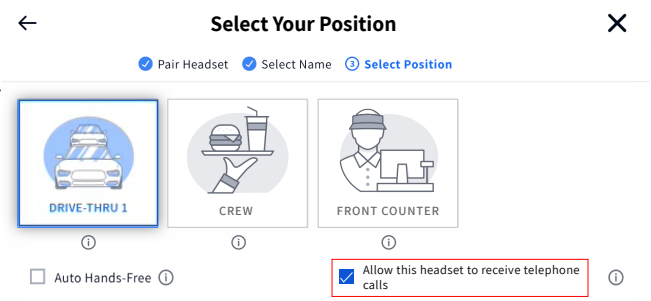 Select Your Position
Pair Headset Select Name 3 Select Position
DRIVE-THRU 1 CREW FRONT COUNTER
Auto Hands-Free Allow this headset to receive telephone
calls